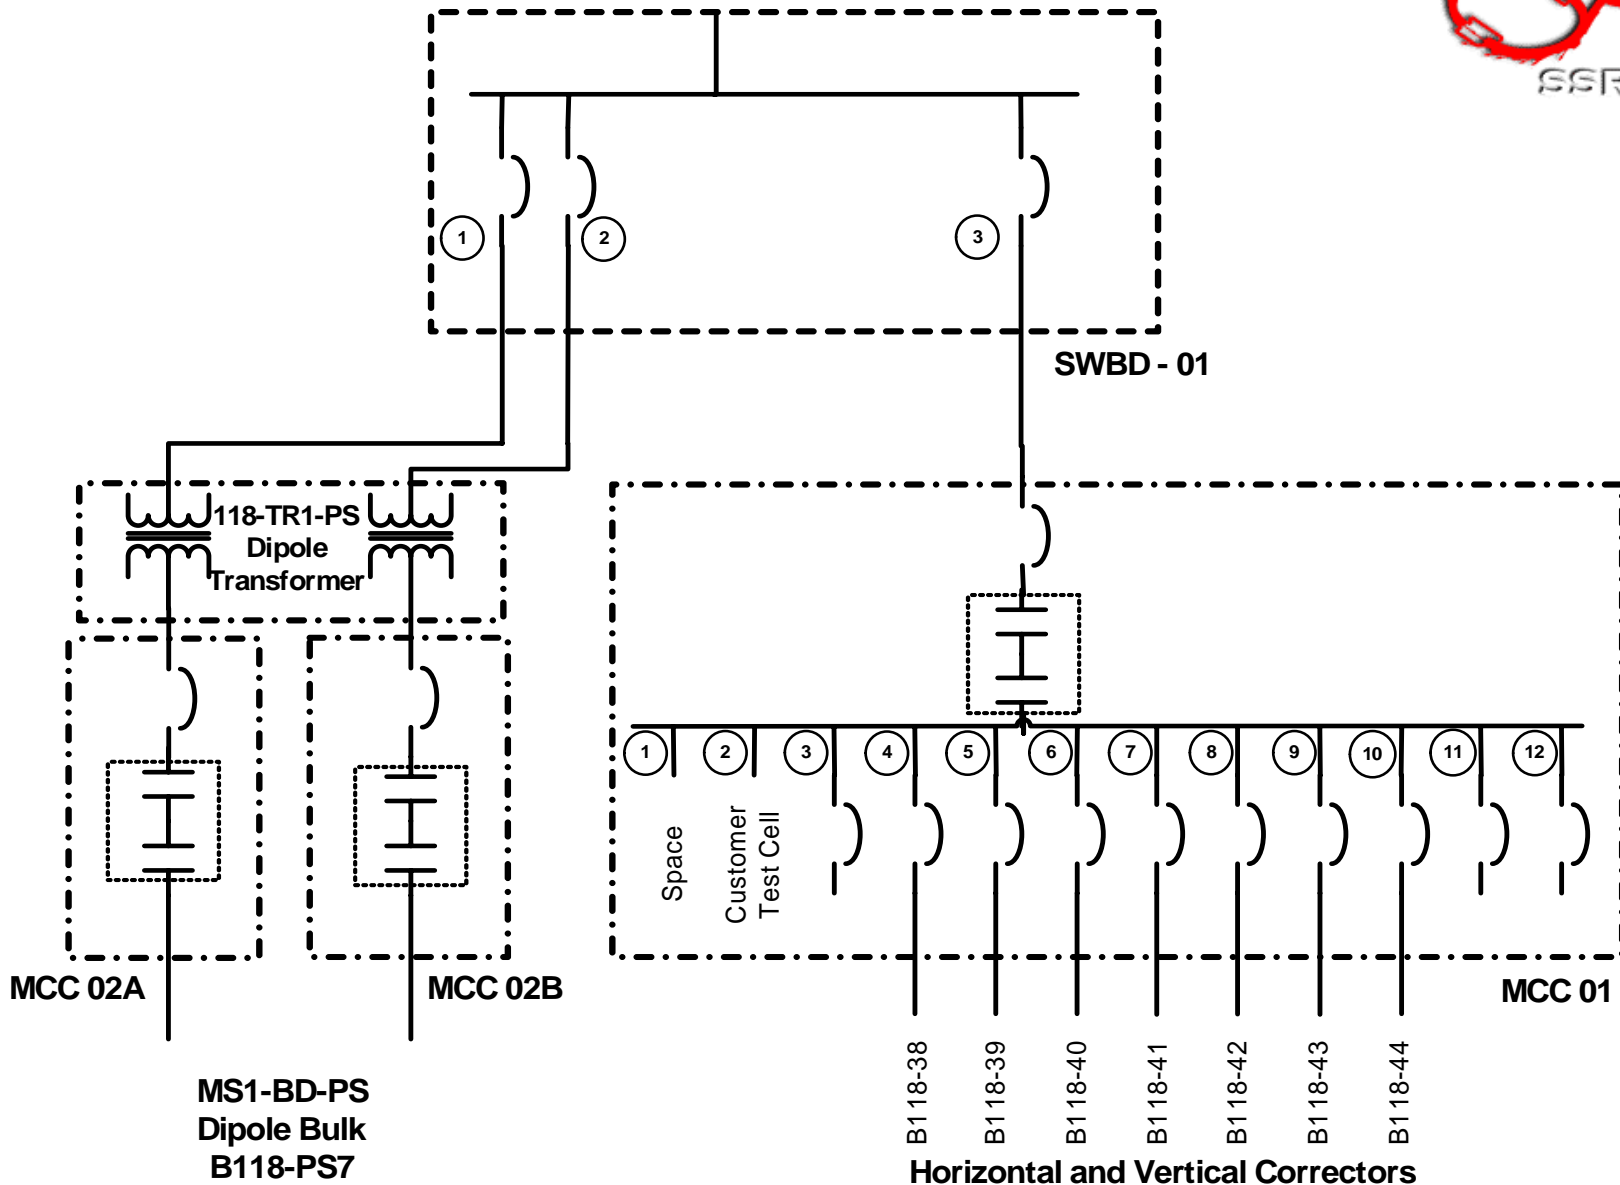 SSR
1
2
3
SWBD - 01
118-TR1-PS
Dipole
Transformer
1
2
3
4
5
6
7
8
9
10
11
12
Space
Customer
Test Cell
MCC 02A
MCC 02B
MCC 01
B118-38
B118-39
B118-40
B118-41
B118-42
B118-43
B118-44
MS1-BD-PS
Dipole Bulk
B118-PS7
Horizontal and Vertical Correctors